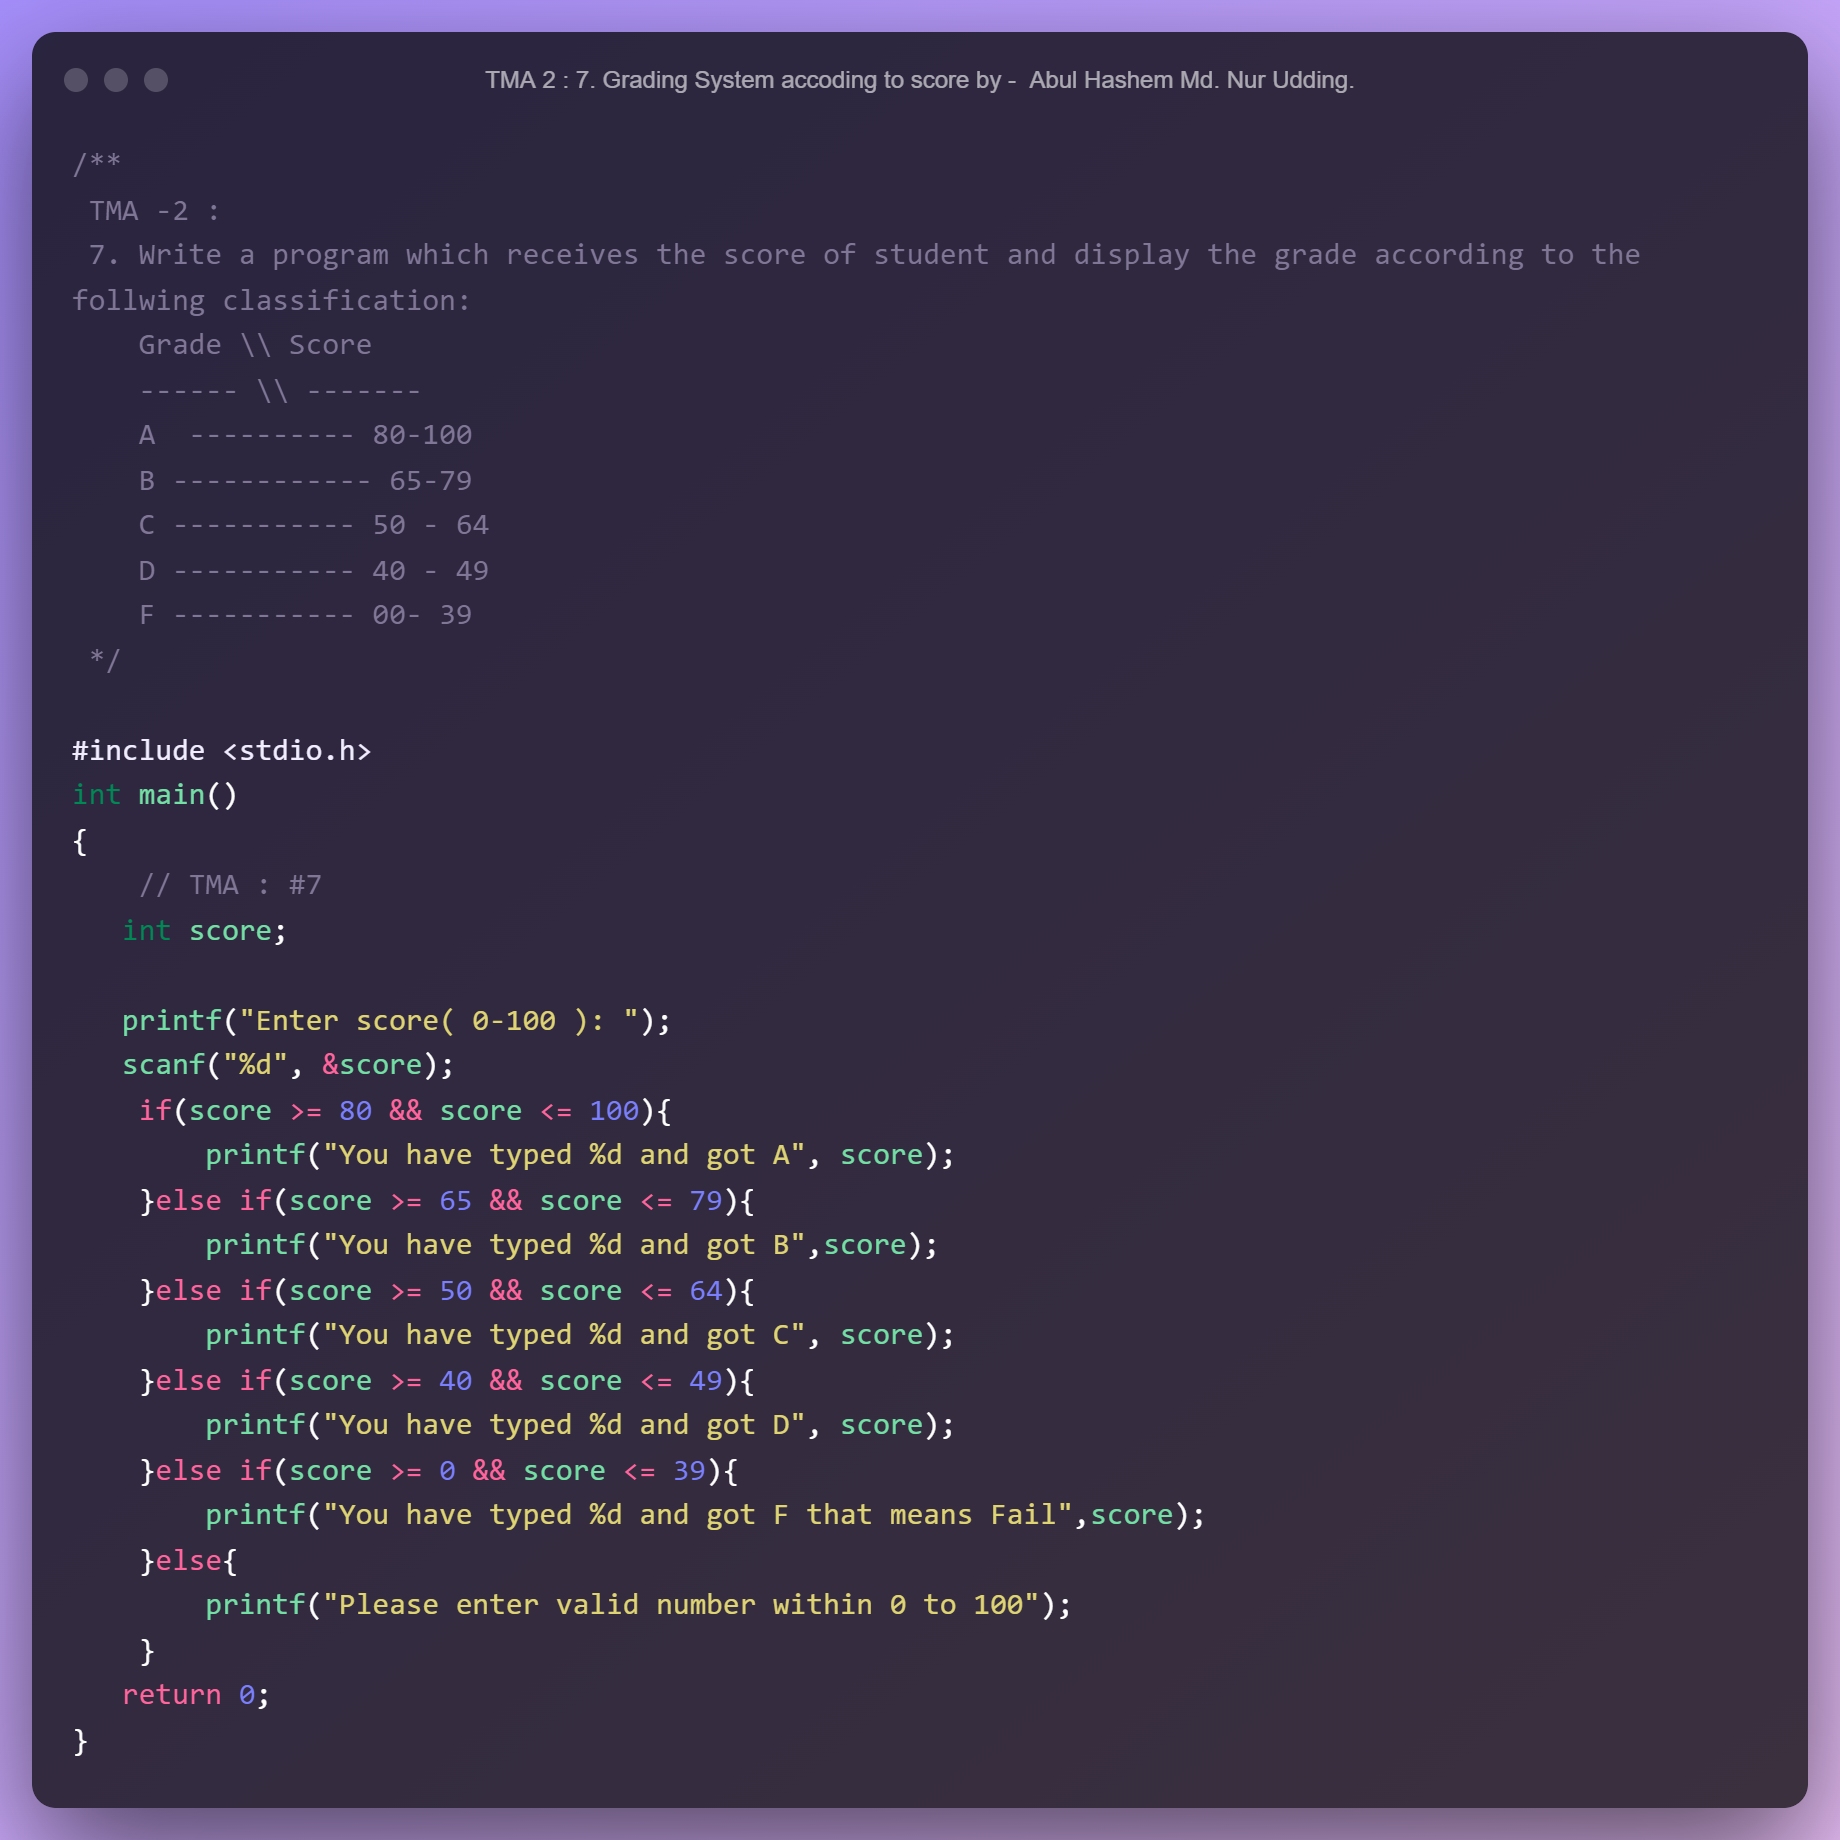 TMA 2 : 7. Grading System accoding to score by -  Abul Hashem Md. Nur Udding.
/**
 TMA -2 :
 7. Write a program which receives the score of student and display the grade according to the
follwing classification:
    Grade \\ Score
    ------ \\ -------
    A  ---------- 80-100
    B ------------ 65-79
    C ----------- 50 - 64
    D ----------- 40 - 49
    F ----------- 00- 39
 */

#include <stdio.h>
int main()
{
    // TMA : #7
   int score;

   printf("Enter score( 0-100 ): ");
   scanf("%d", &score);
    if(score >= 80 && score <= 100){
        printf("You have typed %d and got A", score);
    }else if(score >= 65 && score <= 79){
        printf("You have typed %d and got B",score);
    }else if(score >= 50 && score <= 64){
        printf("You have typed %d and got C", score);
    }else if(score >= 40 && score <= 49){
        printf("You have typed %d and got D", score);
    }else if(score >= 0 && score <= 39){
        printf("You have typed %d and got F that means Fail",score);
    }else{
        printf("Please enter valid number within 0 to 100");
    }
   return 0;
}